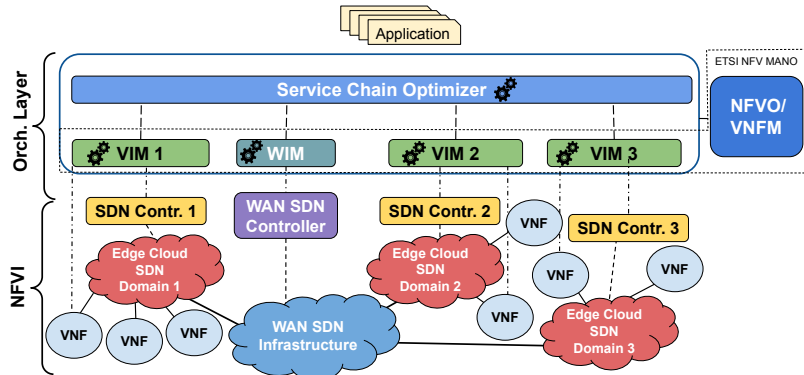 Application
ETSI NFV MANO
Orch. Layer
Service Chain Optimizer
NFVO/
VNFM
VIM 1
WIM
VIM 2
VIM 3
NFVI
SDN Contr. 1
WAN SDN
Controller
SDN Contr. 2
VNF
SDN Contr. 3
Edge Cloud
SDN
Domain 1
Edge Cloud
SDN
Domain 2
VNF
VNF
VNF
VNF
VNF
WAN SDN
Infrastructure
VNF
Edge Cloud
SDN
Domain 3